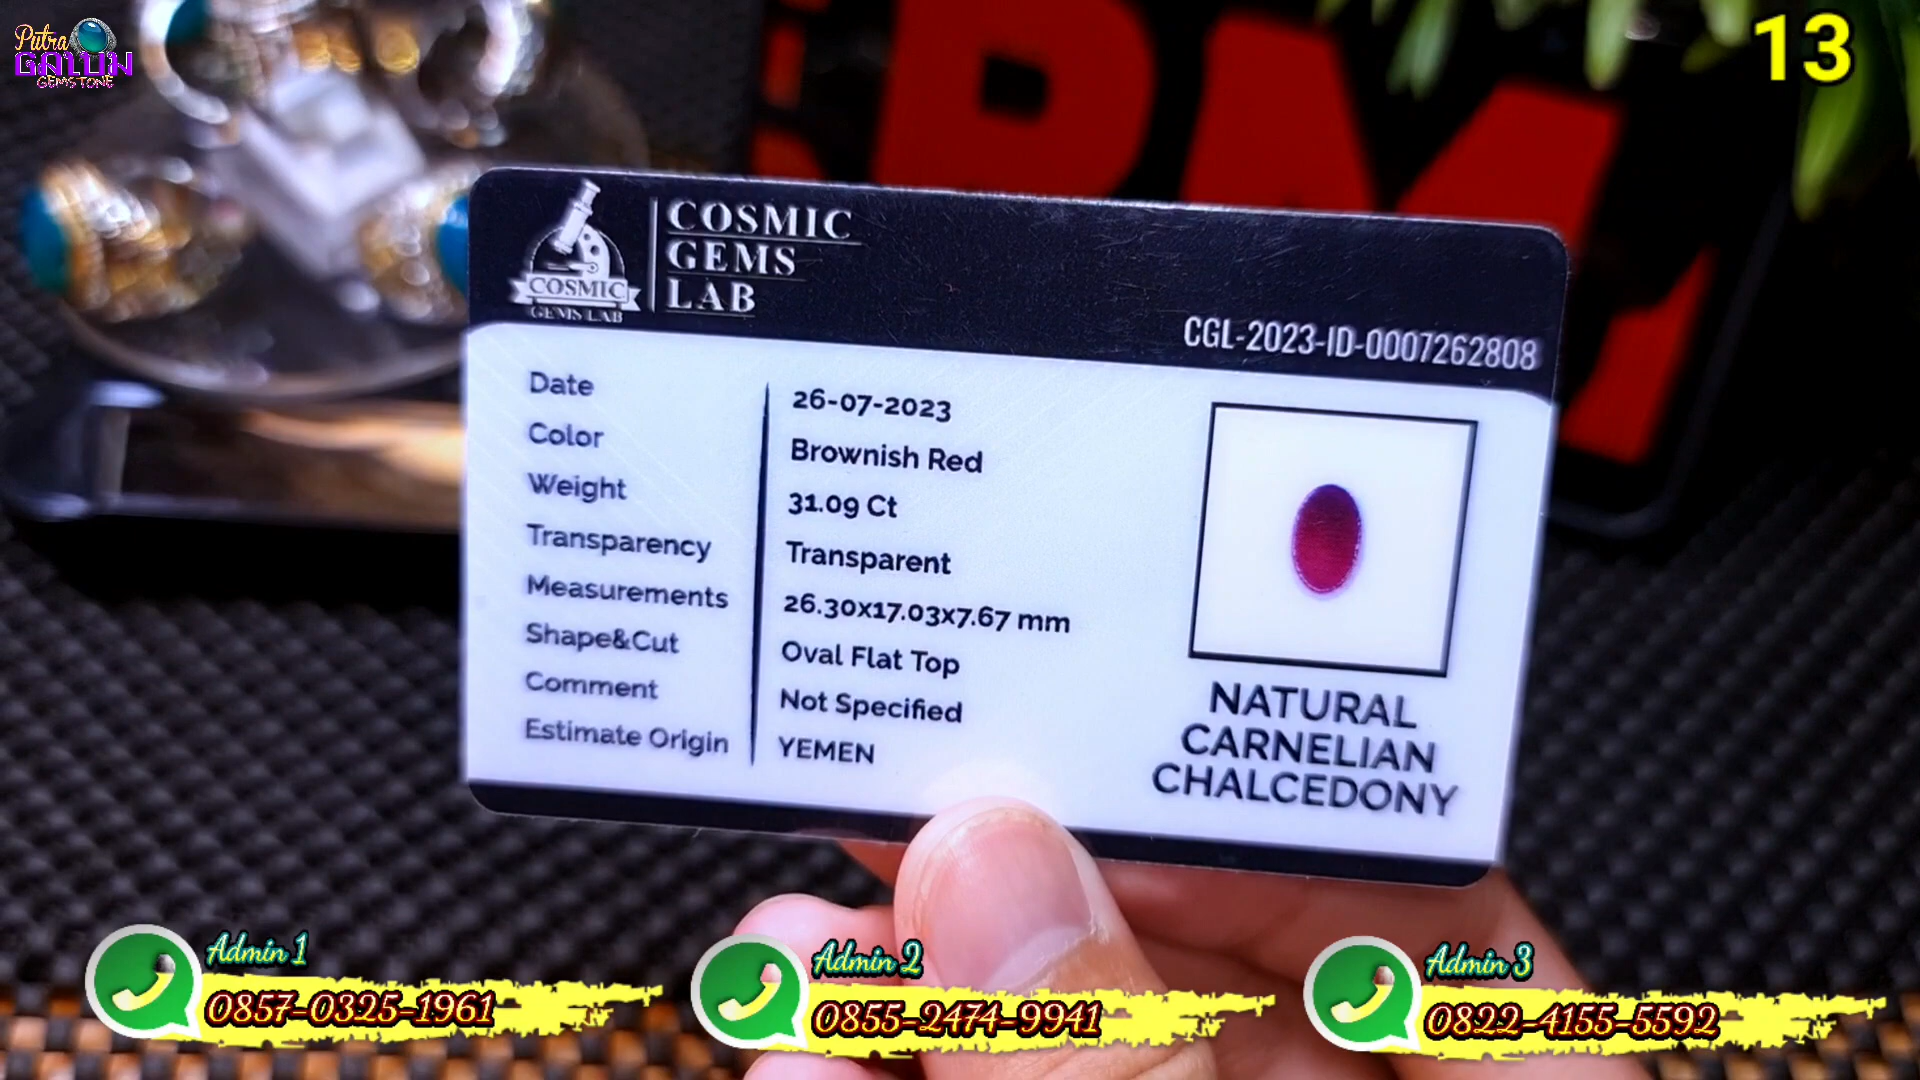 Putra
GALUN
GEMSTONE
13
COSMIC
GEMS
LAB
COSMIC
GEMS LAB
CGL-2023-ID-0007262808
Date 26-07-2023
Color Brownish Red
Weight 31.09 Ct
Transparency Transparent
Measurements 26.30x17.03x7.67 mm
Shape&Cut Oval Flat Top
Comment Not Specified
Estimate Origin YEMEN
NATURAL
CARNELIAN
CHALCEDONY
Admin 1
0857-0325-1961
Admin 2
0855-2474-9941
Admin 3
0822-4155-5592